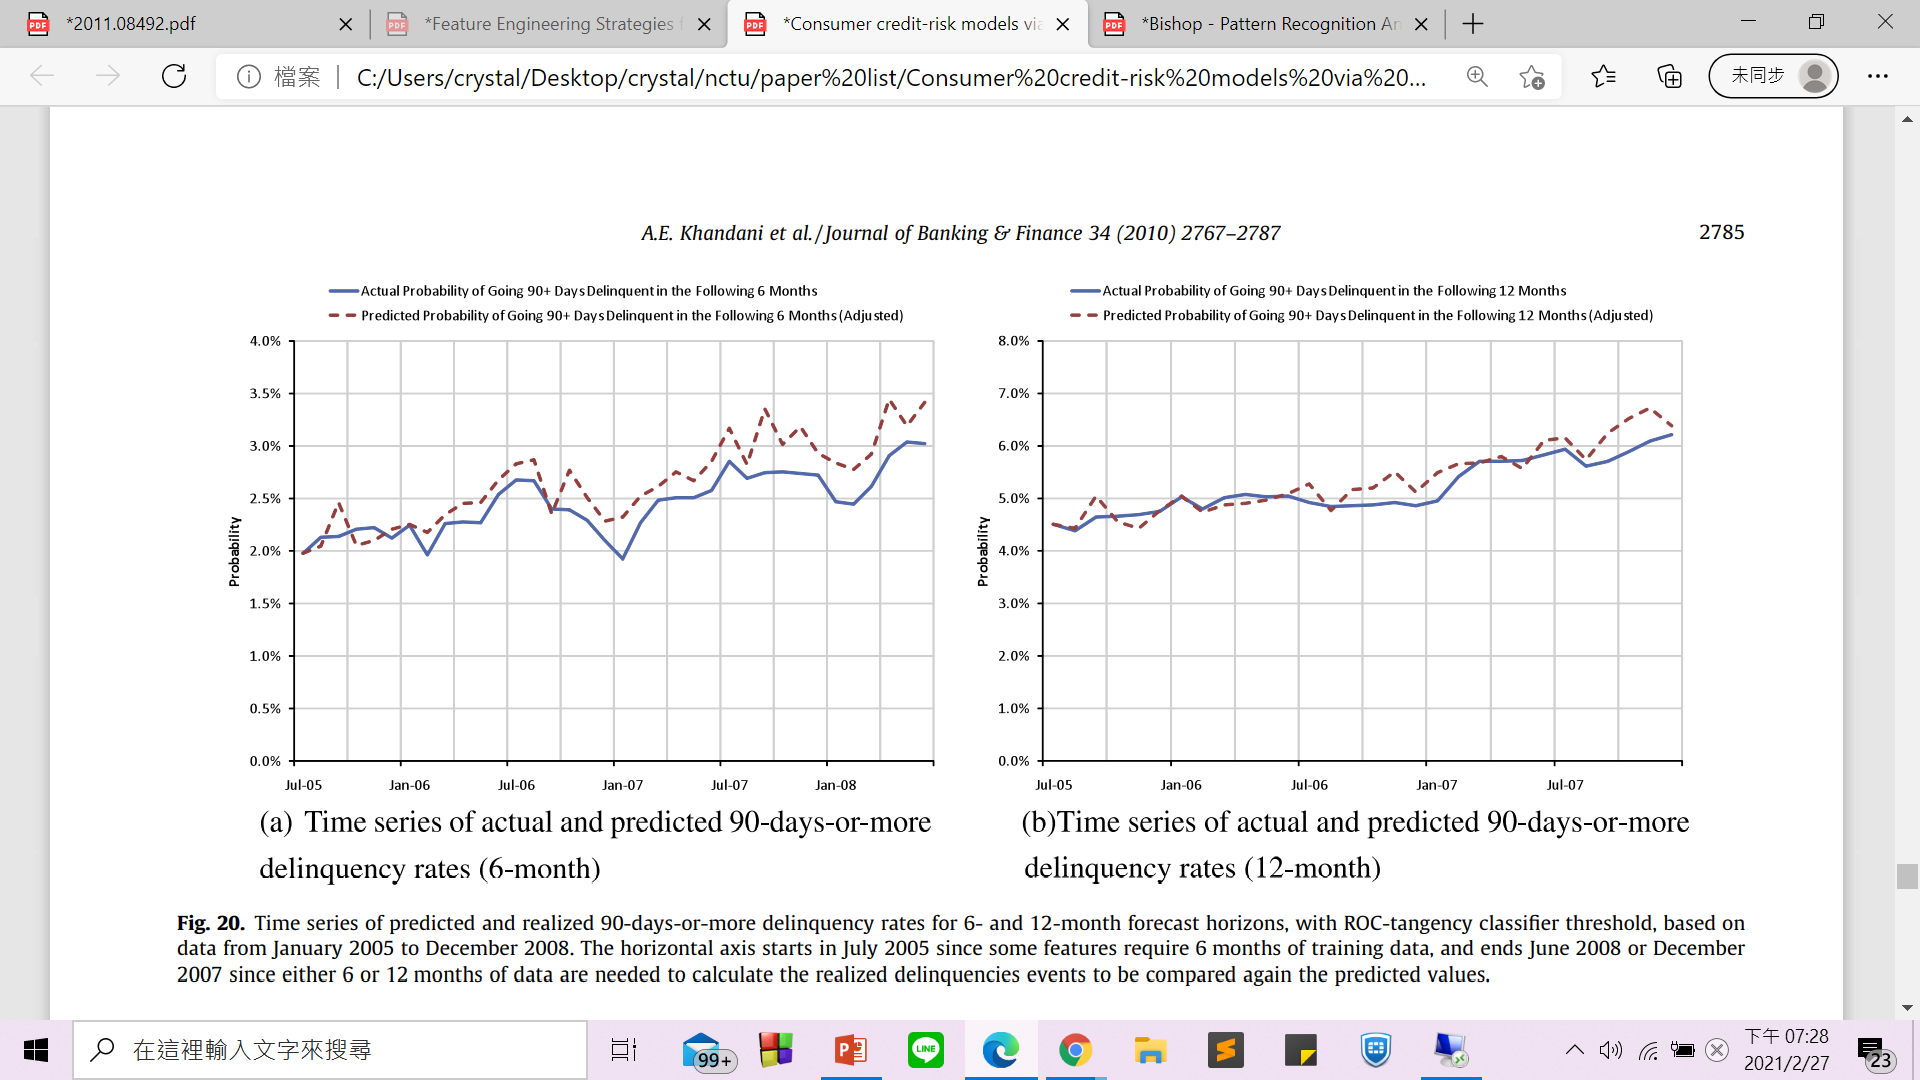 *2011.08492.pdf
*Feature Engineering Strategies f
*Consumer credit-risk models via
*Bishop - Pattern Recognition An
檔案
C:/Users/crystal/Desktop/crystal/nctu/paper%20list/Consumer%20credit-risk%20models%20via%20...
未同步
A.E. Khandani et al./Journal of Banking & Finance 34 (2010) 2767–2787
2785
Actual Probability of Going 90+ Days Delinquent in the Following 6 Months
Predicted Probability of Going 90+ Days Delinquent in the Following 6 Months (Adjusted)
4.0%
3.5%
3.0%
2.5%
2.0%
1.5%
1.0%
0.5%
0.0%
Probability
Jul-05 Jan-06 Jul-06 Jan-07 Jul-07 Jan-08
(a) Time series of actual and predicted 90-days-or-more
delinquency rates (6-month)
Actual Probability of Going 90+ Days Delinquent in the Following 12 Months
Predicted Probability of Going 90+ Days Delinquent in the Following 12 Months (Adjusted)
8.0%
7.0%
6.0%
5.0%
4.0%
3.0%
2.0%
1.0%
0.0%
Probability
Jul-05 Jan-06 Jul-06 Jan-07 Jul-07
(b)Time series of actual and predicted 90-days-or-more
delinquency rates (12-month)
Fig. 20. Time series of predicted and realized 90-days-or-more delinquency rates for 6- and 12-month forecast horizons, with ROC-tangency classifier threshold, based on
data from January 2005 to December 2008. The horizontal axis starts in July 2005 since some features require 6 months of training data, and ends June 2008 or December
2007 since either 6 or 12 months of data are needed to calculate the realized delinquencies events to be compared again the predicted values.
在這裡輸入文字來搜尋
99+
LINE
下午 07:28
2021/2/27
23